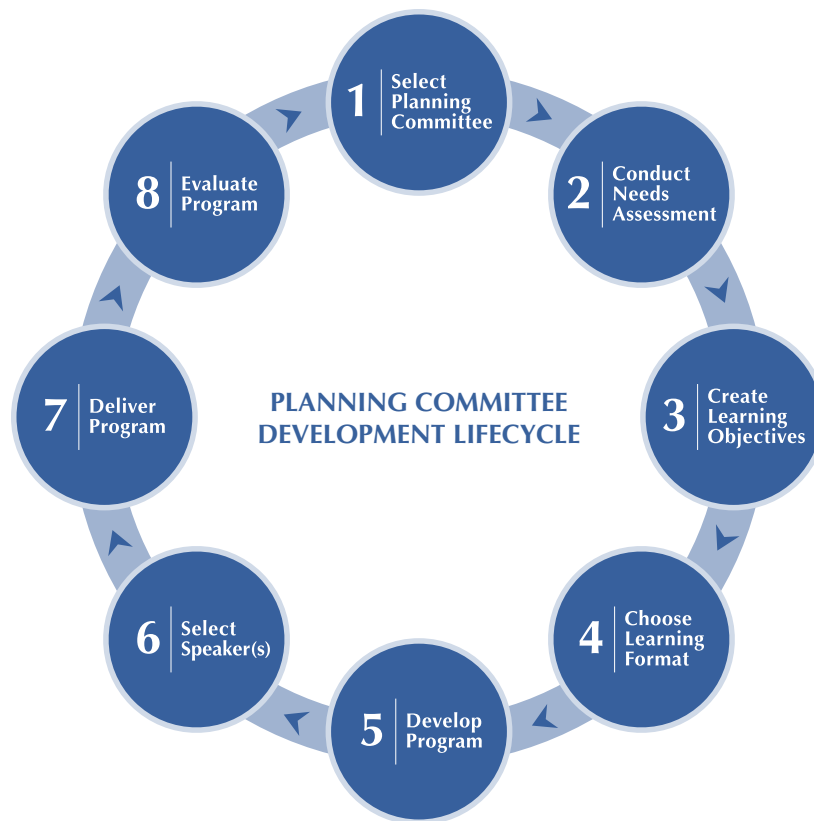 1
Select
Planning
Committee
2
Conduct
Needs
Assessment
3
Create
Learning
Objectives
4
Choose
Learning
Format
5
Develop
Program
6
Select
Speaker(s)
7
Deliver
Program
8
Evaluate
Program
PLANNING COMMITTEE
DEVELOPMENT LIFECYCLE